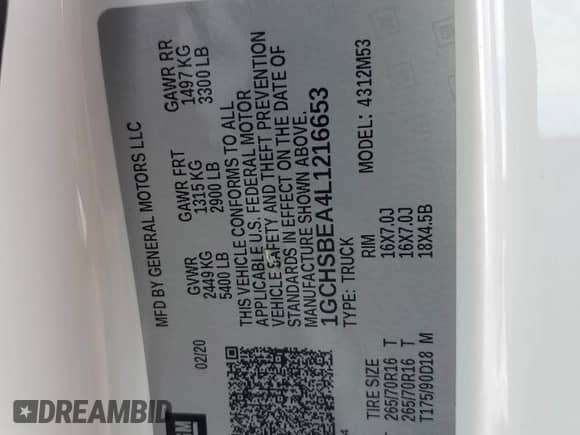 MFD BY GENERAL MOTORS LLC
02/20
GVWR GAWR FRT GAWR RR
2449 KG 1315 KG 1497 KG
5400 LB 2900 LB 3300 LB
THIS VEHICLE CONFORMS TO ALL
APPLICABLE U.S. FEDERAL MOTOR
VEHICLE SAFETY AND THEFT PREVENTION
STANDARDS IN EFFECT ON THE DATE OF
MANUFACTURE SHOWN ABOVE.
1GCHSBEA4L1216653
TYPE: TRUCK MODEL: 4312M53
TIRE SIZE RIM
265/70R16 T 16X7.0J
265/70R16 T 16X7.0J
T175/90D18 M 18X4.5B
GM
DREAMBID